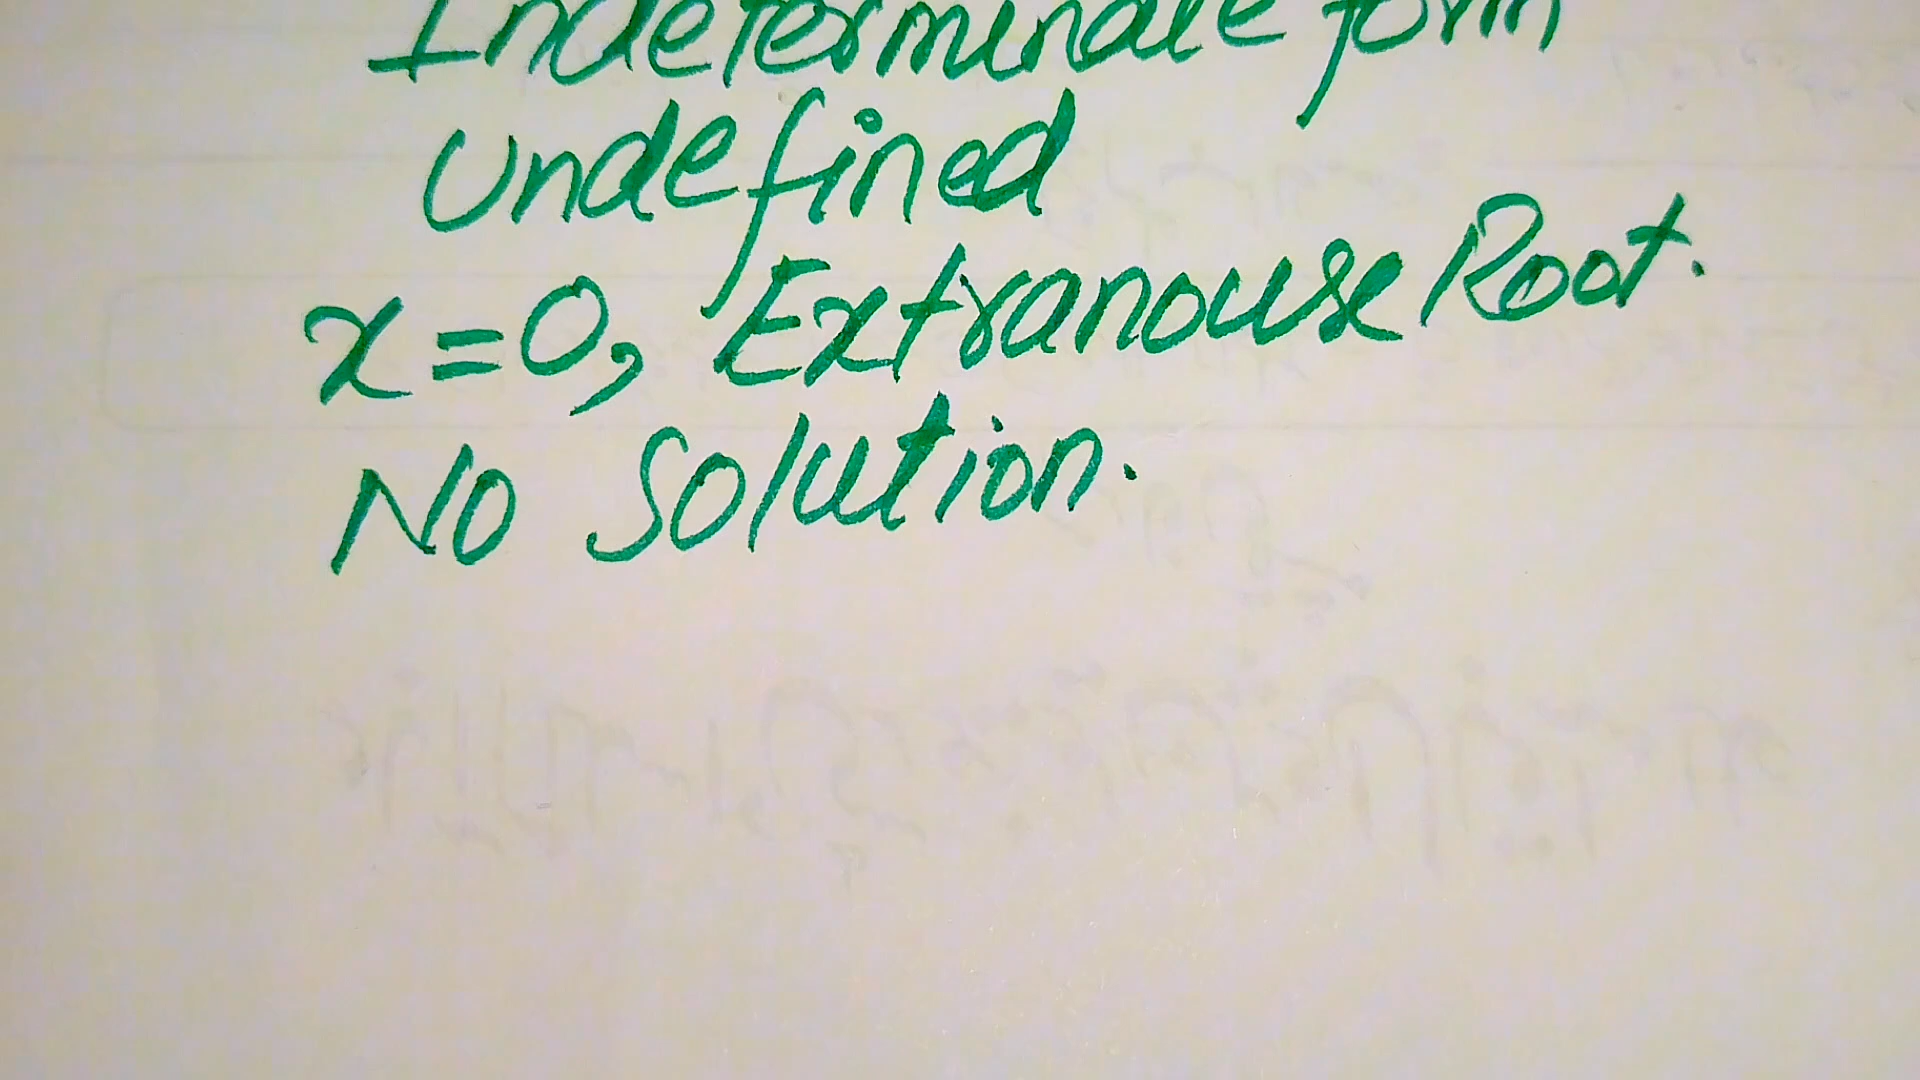 Indeterminate form
Undefined
x=0, Extranouse Root.
No Solution.